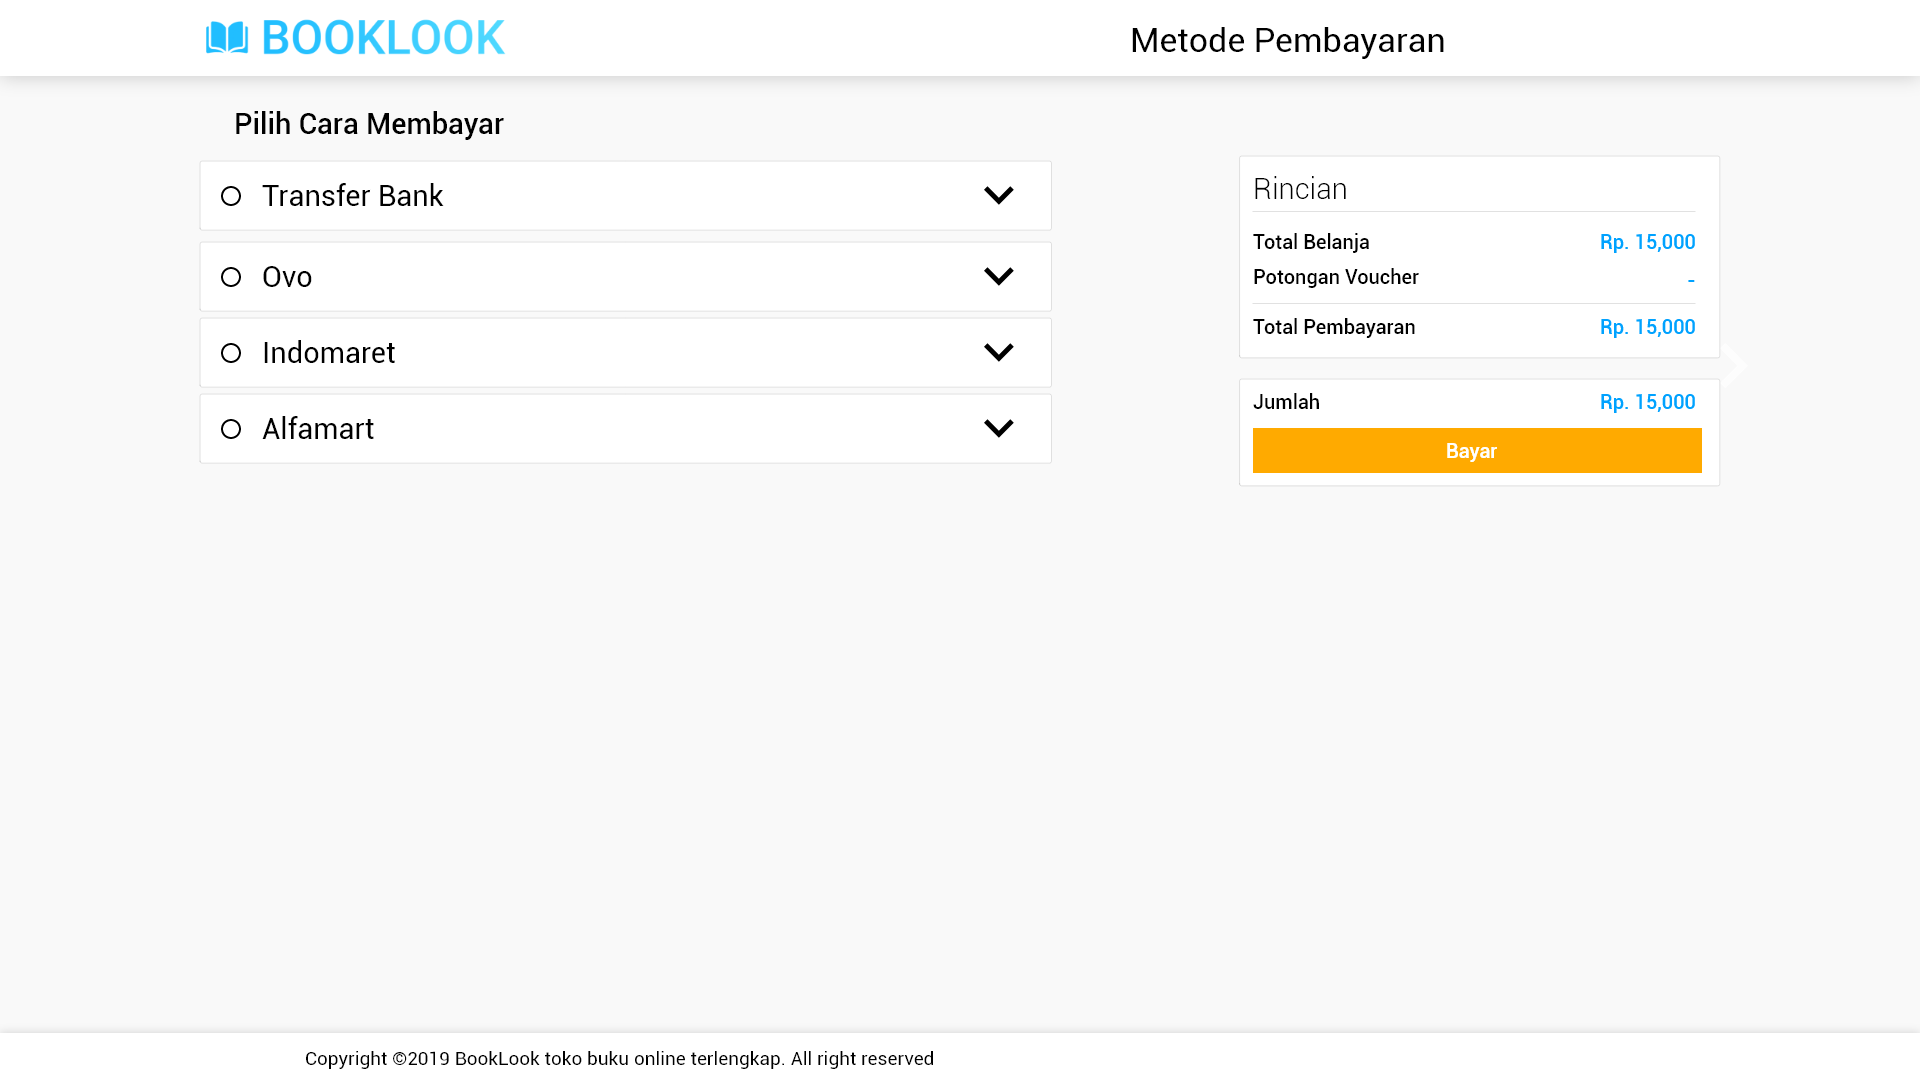 BOOKLOOK
Metode Pembayaran
Pilih Cara Membayar
Transfer Bank
Ovo
Indomaret
Alfamart
Rincian
Total Belanja Rp. 15,000
Potongan Voucher -
Total Pembayaran Rp. 15,000
Jumlah Rp. 15,000
Bayar
Copyright ©2019 BookLook toko buku online terlengkap. All right reserved